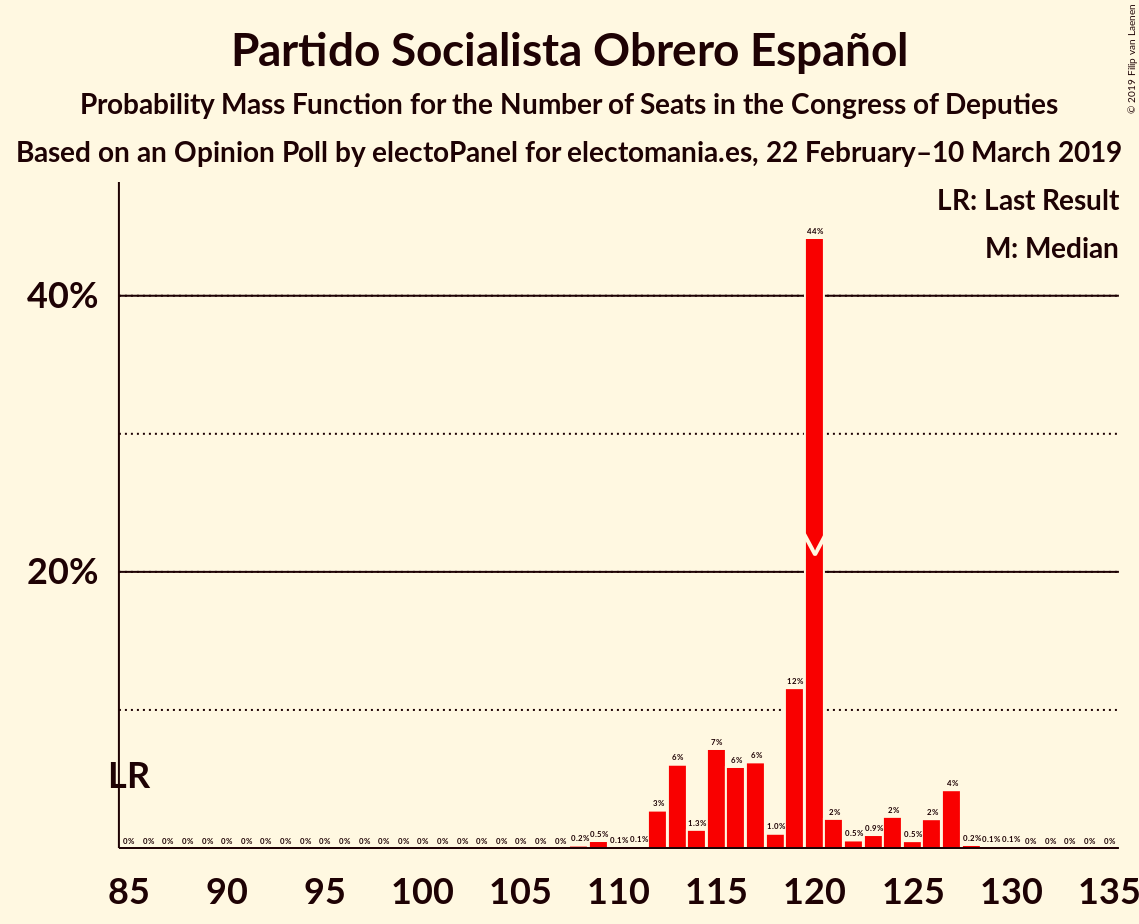 Partido Socialista Obrero Español
Probability Mass Function for the Number of Seats in the Congress of Deputies
Based on an Opinion Poll by electoPanel for electomania.es, 22 February–10 March 2019
© 2019 Filip van Laenen
LR: Last Result
M: Median
40%
20%
LR
M
0% 0% 0% 0% 0% 0% 0% 0% 0% 0% 0% 0% 0% 0% 0% 0% 0% 0% 0% 0% 0% 0% 0% 0.2% 0.5% 0.1% 0.1% 3% 6% 1.3% 7% 6% 6% 1.0% 12% 44% 2% 0.5% 0.9% 2% 0.5% 2% 4% 0.2% 0.1% 0.1% 0% 0% 0% 0% 0%
85 90 95 100 105 110 115 120 125 130 135